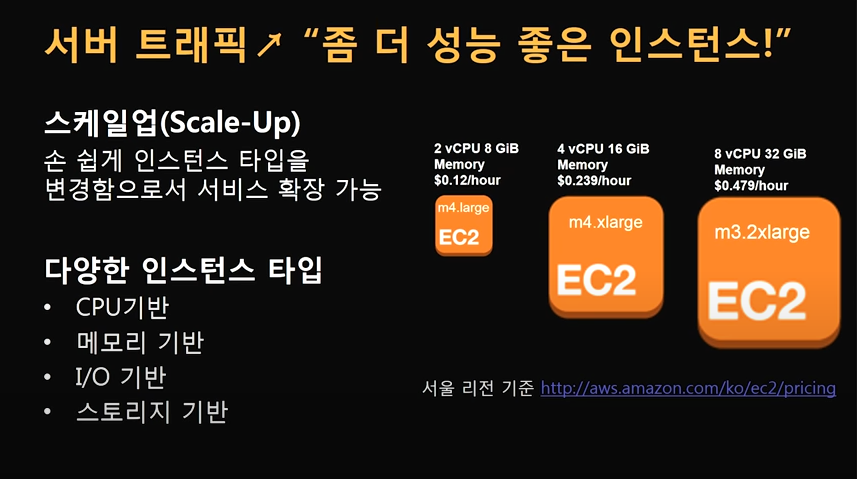 서버 트래픽↗ “좀 더 성능 좋은 인스턴스!”
스케일업(Scale-Up)
손 쉽게 인스턴스 타입을
변경함으로서 서비스 확장 가능
다양한 인스턴스 타입
• CPU기반
• 메모리 기반
• I/O 기반
• 스토리지 기반
2 vCPU 8 GiB
Memory
$0.12/hour
m4.large
EC2
4 vCPU 16 GiB
Memory
$0.239/hour
m4.xlarge
EC2
8 vCPU 32 GiB
Memory
$0.479/hour
m3.2xlarge
EC2
서울 리전 기준 http://aws.amazon.com/ko/ec2/pricing